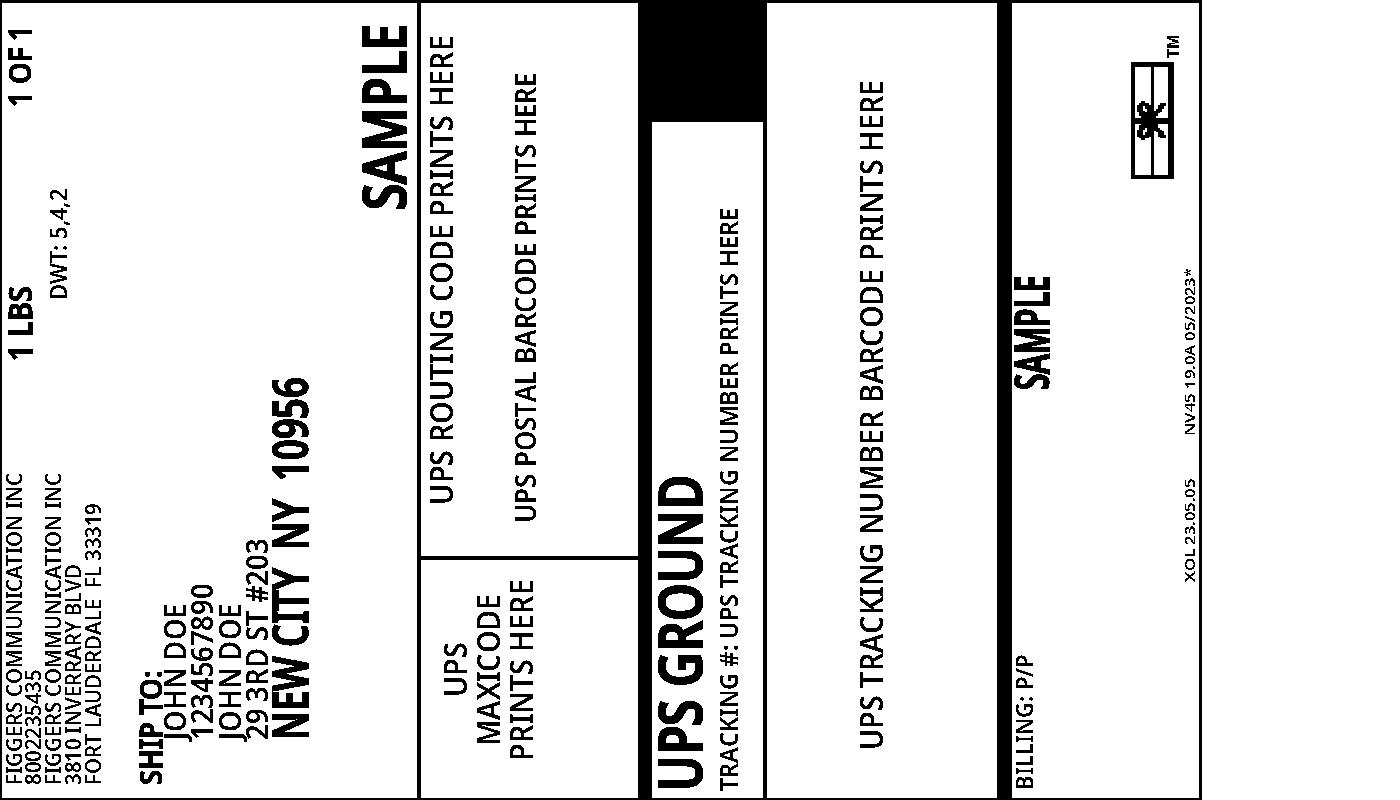 FIGGERS COMMUNICATION INC
8002235435
FIGGERS COMMUNICATION INC
3810 INVERRARY BLVD
FORT LAUDERDALE FL 33319
1 LBS
1 OF 1
DWT: 5,4,2
SHIP TO:
JOHN DOE
1234567890
JOHN DOE
29 3RD ST #203
NEW CITY NY 10956
SAMPLE
UPS
MAXICODE
PRINTS HERE
UPS ROUTING CODE PRINTS HERE
UPS POSTAL BARCODE PRINTS HERE
UPS GROUND
TRACKING #: UPS TRACKING NUMBER PRINTS HERE
UPS TRACKING NUMBER BARCODE PRINTS HERE
BILLING: P/P
SAMPLE
XOL 23.05.05
NV45 19.0A 05/2023*
TM